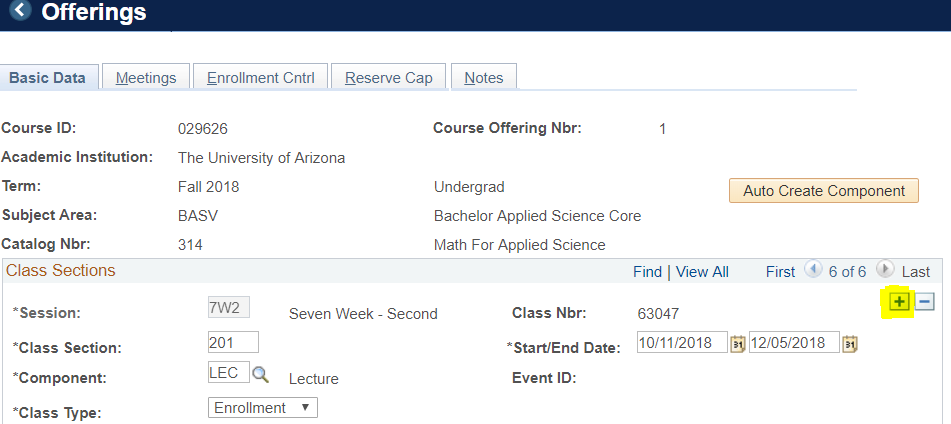 Offerings
Basic Data Meetings Enrollment Cntrl Reserve Cap Notes
Course ID: 029626 Course Offering Nbr: 1
Academic Institution: The University of Arizona
Term: Fall 2018 Undergrad Auto Create Component
Subject Area: BASV Bachelor Applied Science Core
Catalog Nbr: 314 Math For Applied Science
Class Sections Find | View All First 6 of 6 Last
*Session: 7W2 Seven Week - Second Class Nbr: 63047 + −
*Class Section: 201 *Start/End Date: 10/11/2018 31 12/05/2018 31
*Component: LEC Lecture Event ID:
*Class Type: Enrollment